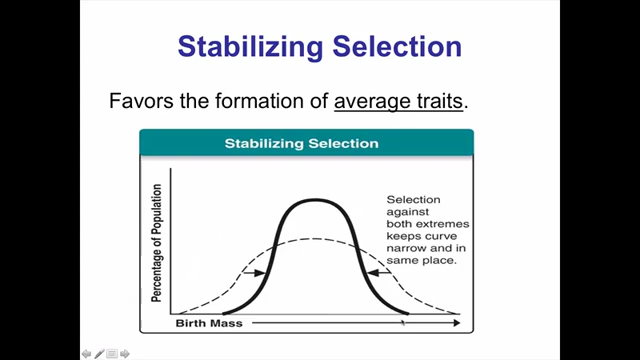 Stabilizing Selection
Favors the formation of average traits.
Stabilizing Selection
Percentage of Population
Selection
against
both extremes
keeps curve
narrow and in
same place.
Birth Mass